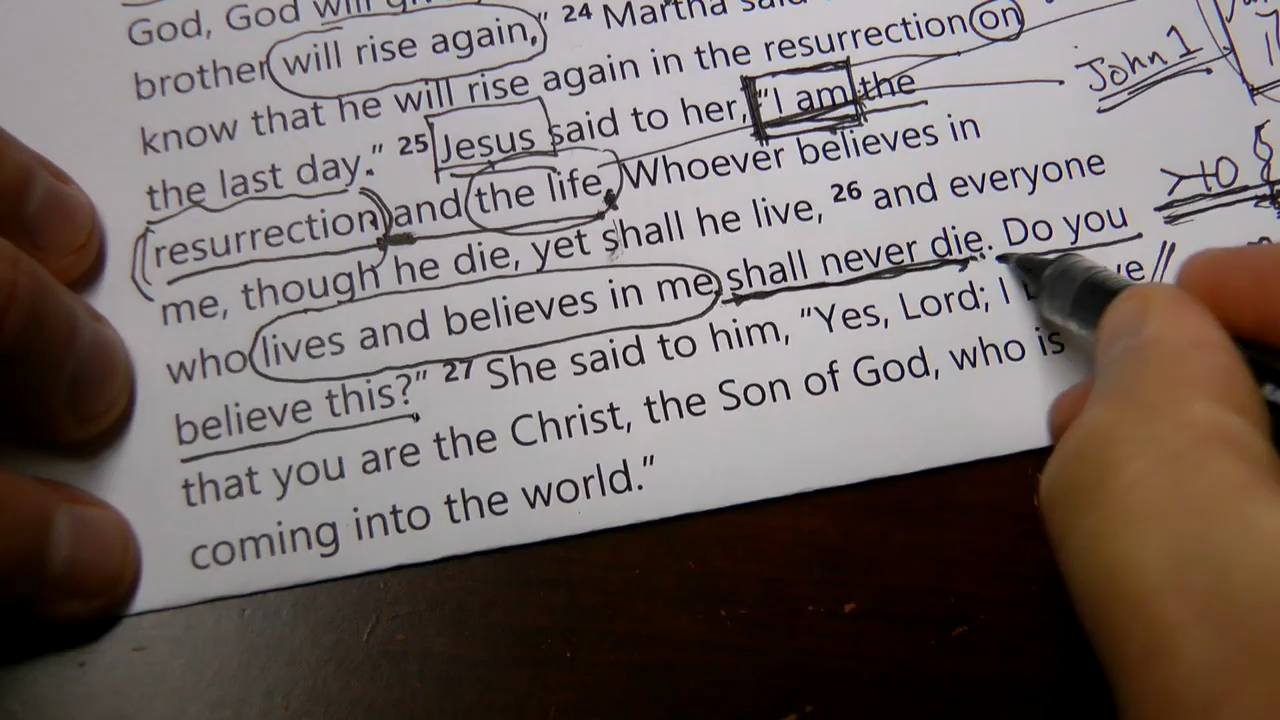 God, God will
brother will rise again," 24 Martha said
know that he will rise again in the resurrection on
the last day." 25 Jesus said to her, "I am the
resurrection and the life. Whoever believes in
me, though he die, yet shall he live, 26 and everyone
who lives and believes in me shall never die. Do you
believe this?" 27 She said to him, "Yes, Lord; I
that you are the Christ, the Son of God, who is
coming into the world."
John 1